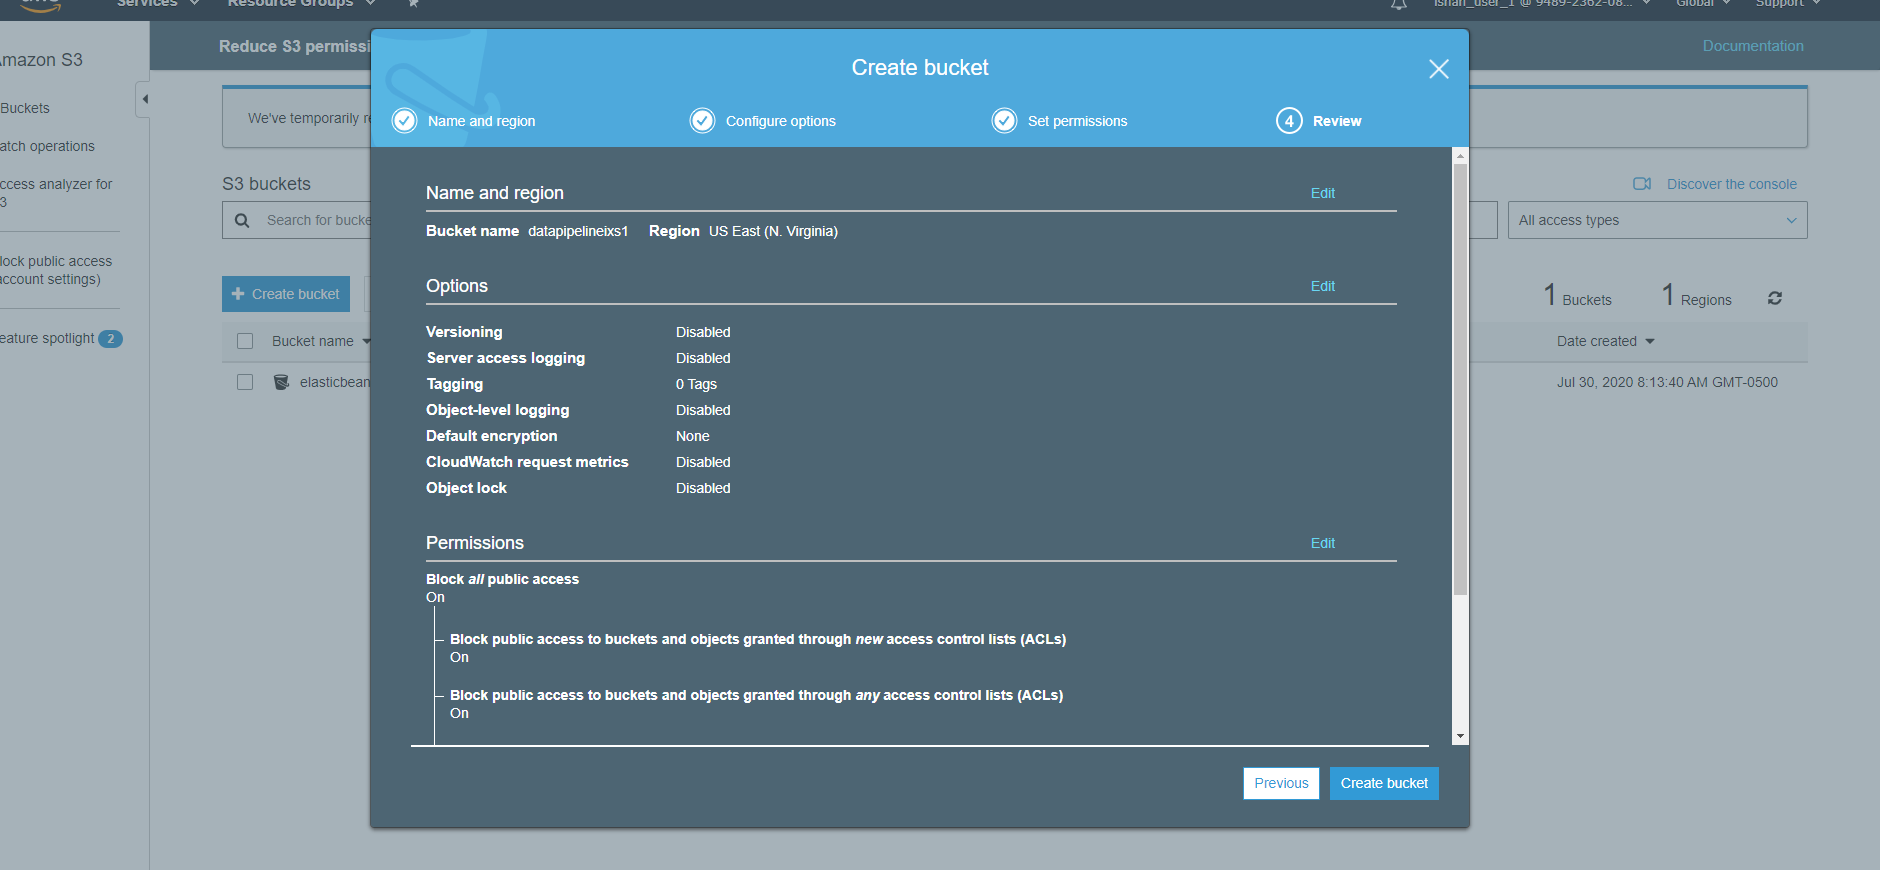 Services
Resource Groups
ishan_user_1 @ 9489-2362-08...
Global
Support
Amazon S3
Reduce S3 permissi
Documentation
Create bucket
Buckets
We've temporarily r
Name and region
Configure options
Set permissions
4 Review
atch operations
ccess analyzer for
3
S3 buckets
Discover the console
Search for bucke
All access types
lock public access
account settings)
Create bucket
1 Buckets
1 Regions
eature spotlight 2
Bucket name
Date created
elasticbean
Jul 30, 2020 8:13:40 AM GMT-0500
Name and region Edit
Bucket name datapipelineixs1 Region US East (N. Virginia)
Options Edit
Versioning Disabled
Server access logging Disabled
Tagging 0 Tags
Object-level logging Disabled
Default encryption None
CloudWatch request metrics Disabled
Object lock Disabled
Permissions Edit
Block all public access
On
Block public access to buckets and objects granted through new access control lists (ACLs)
On
Block public access to buckets and objects granted through any access control lists (ACLs)
On
Previous
Create bucket